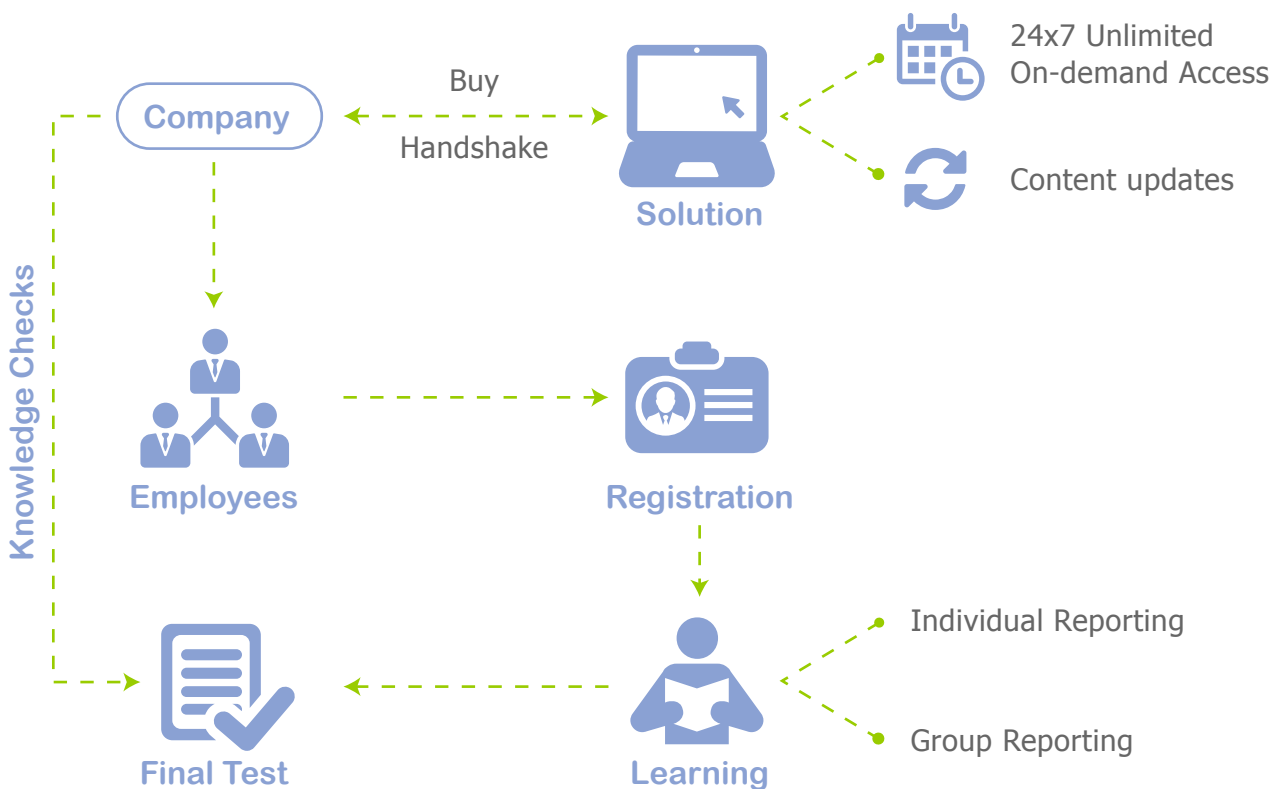 Company
Buy
Handshake
Solution
24x7 Unlimited
On-demand Access
Content updates
Knowledge Checks
Employees
Registration
Final Test
Learning
Individual Reporting
Group Reporting